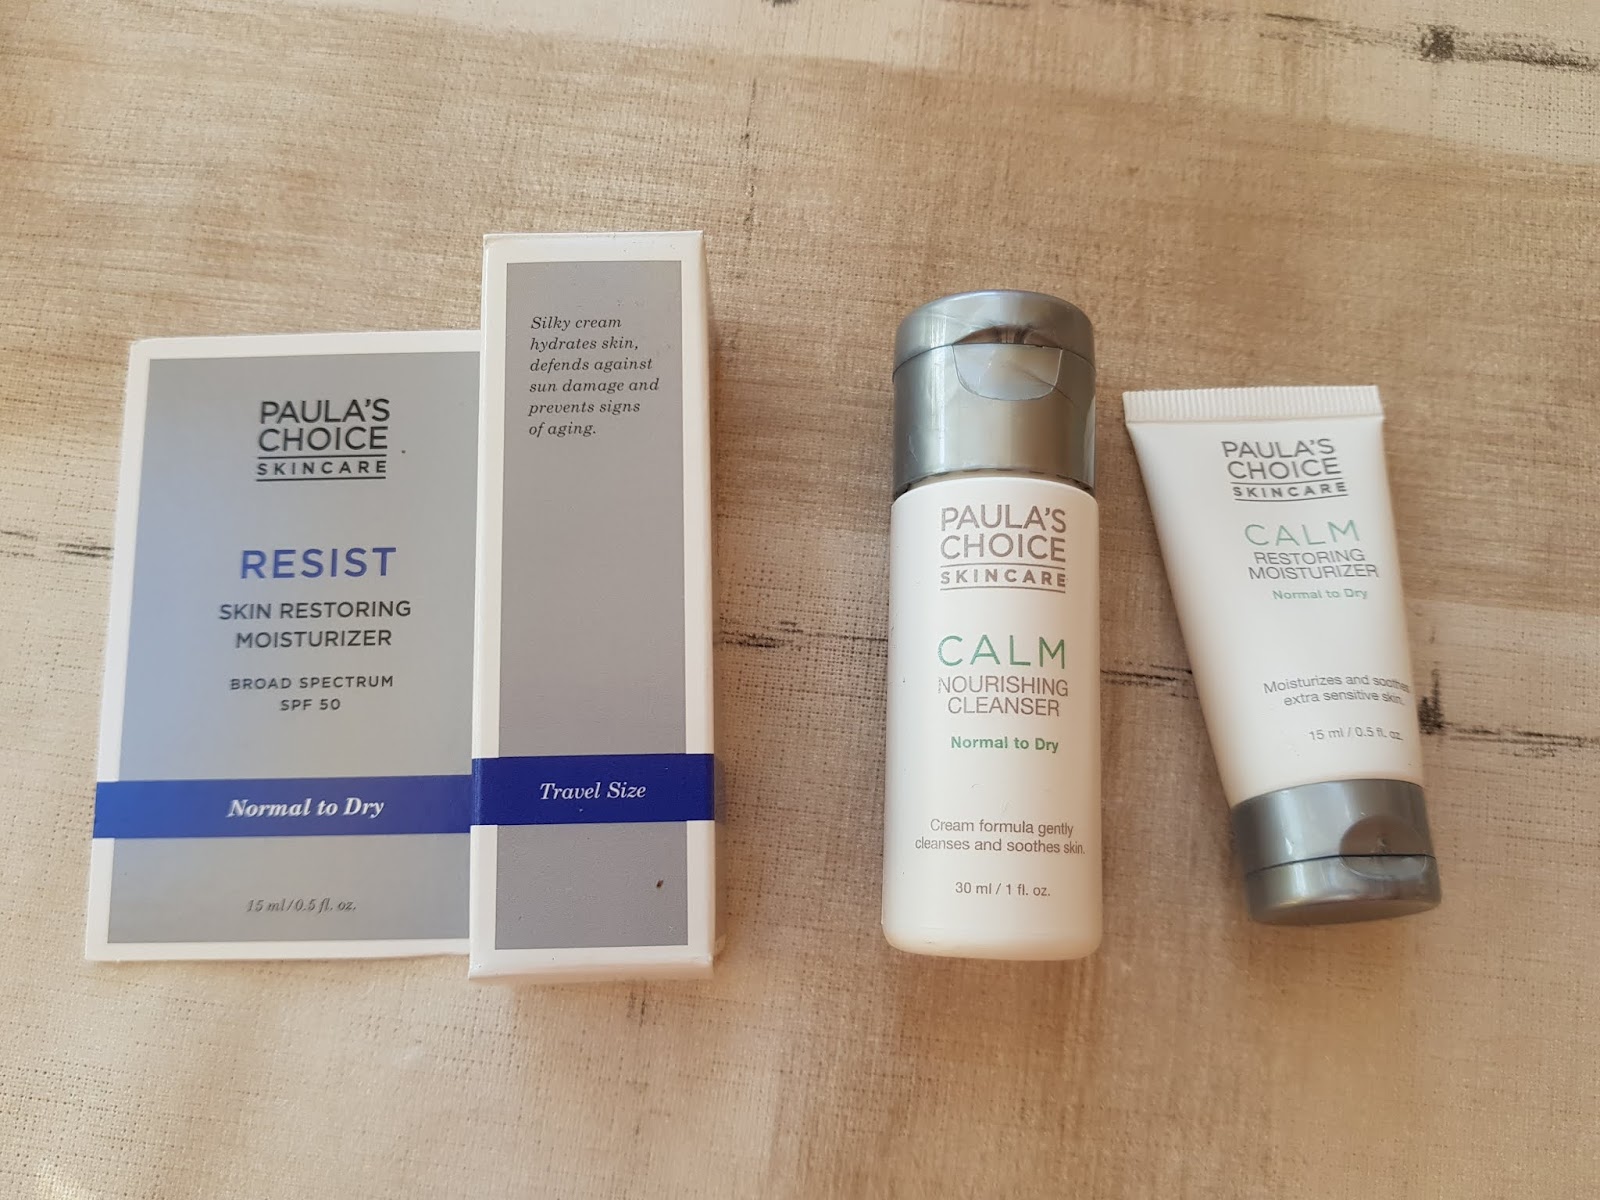 PAULA'S
CHOICE
SKINCARE
RESIST
SKIN RESTORING
MOISTURIZER
BROAD SPECTRUM
SPF 50
Normal to Dry
15 ml/0.5 fl. oz.
Silky cream
hydrates skin,
defends against
sun damage and
prevents signs
of aging.
Travel Size
PAULA'S
CHOICE
SKINCARE
CALM
NOURISHING
CLEANSER
Normal to Dry
Cream formula gently
cleanses and soothes skin.
30 ml / 1 fl. oz.
PAULA'S
CHOICE
SKINCARE
CALM
RESTORING
MOISTURIZER
Normal to Dry
Moisturizes and soothes
extra sensitive skin.
15 ml / 0.5 fl. oz.